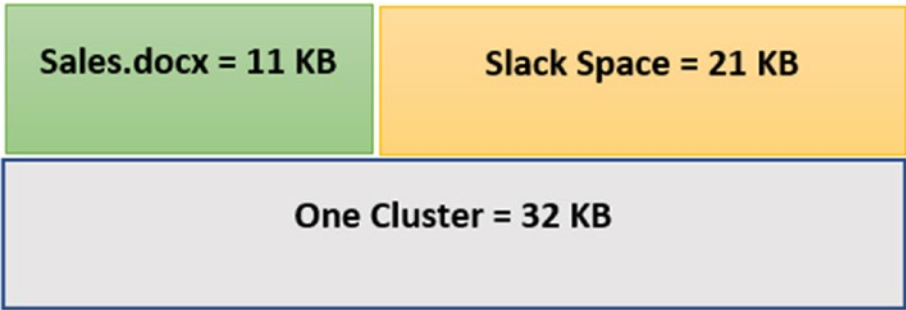 Sales.docx = 11 KB
Slack Space = 21 KB
One Cluster = 32 KB